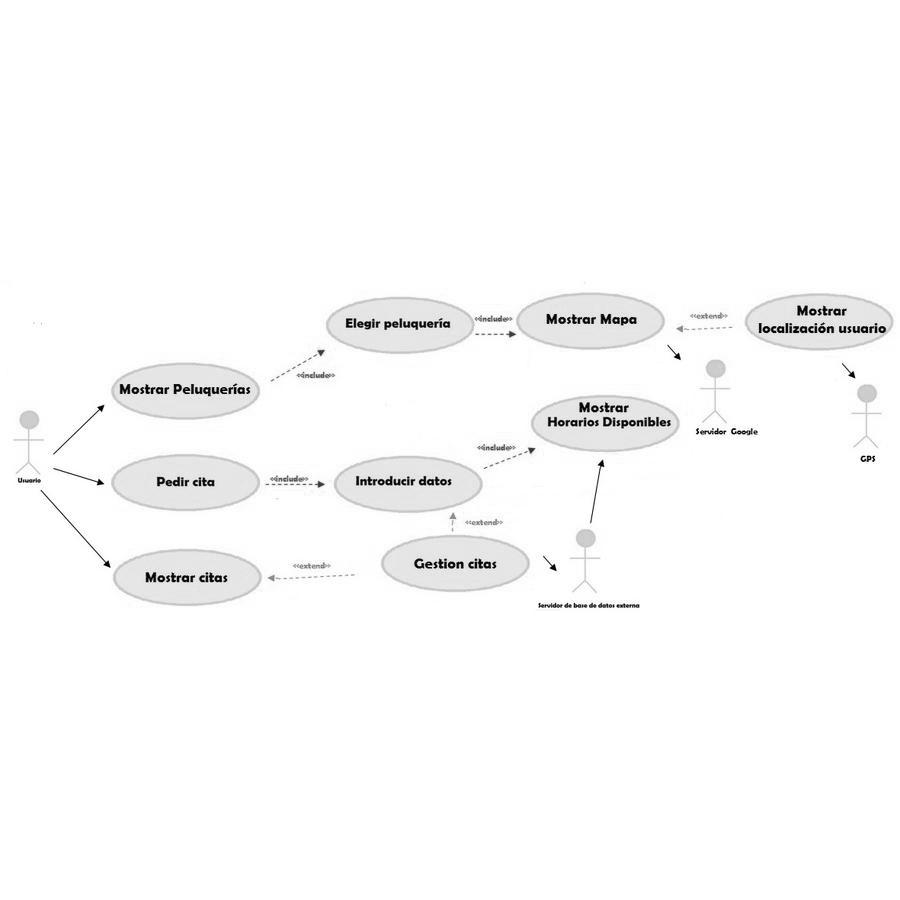 Mostrar
localización usuario
Elegir peluquería
<<include>>
Mostrar Mapa
<<extend>>
Mostrar Peluquerías
<<include>>
Servidor Google
GPS
Mostrar
Horarios Disponibles
Usuario
Pedir cita
<<include>>
Introducir datos
<<include>>
<<extend>>
Mostrar citas
<<extend>>
Gestion citas
Servidor de base de datos externa